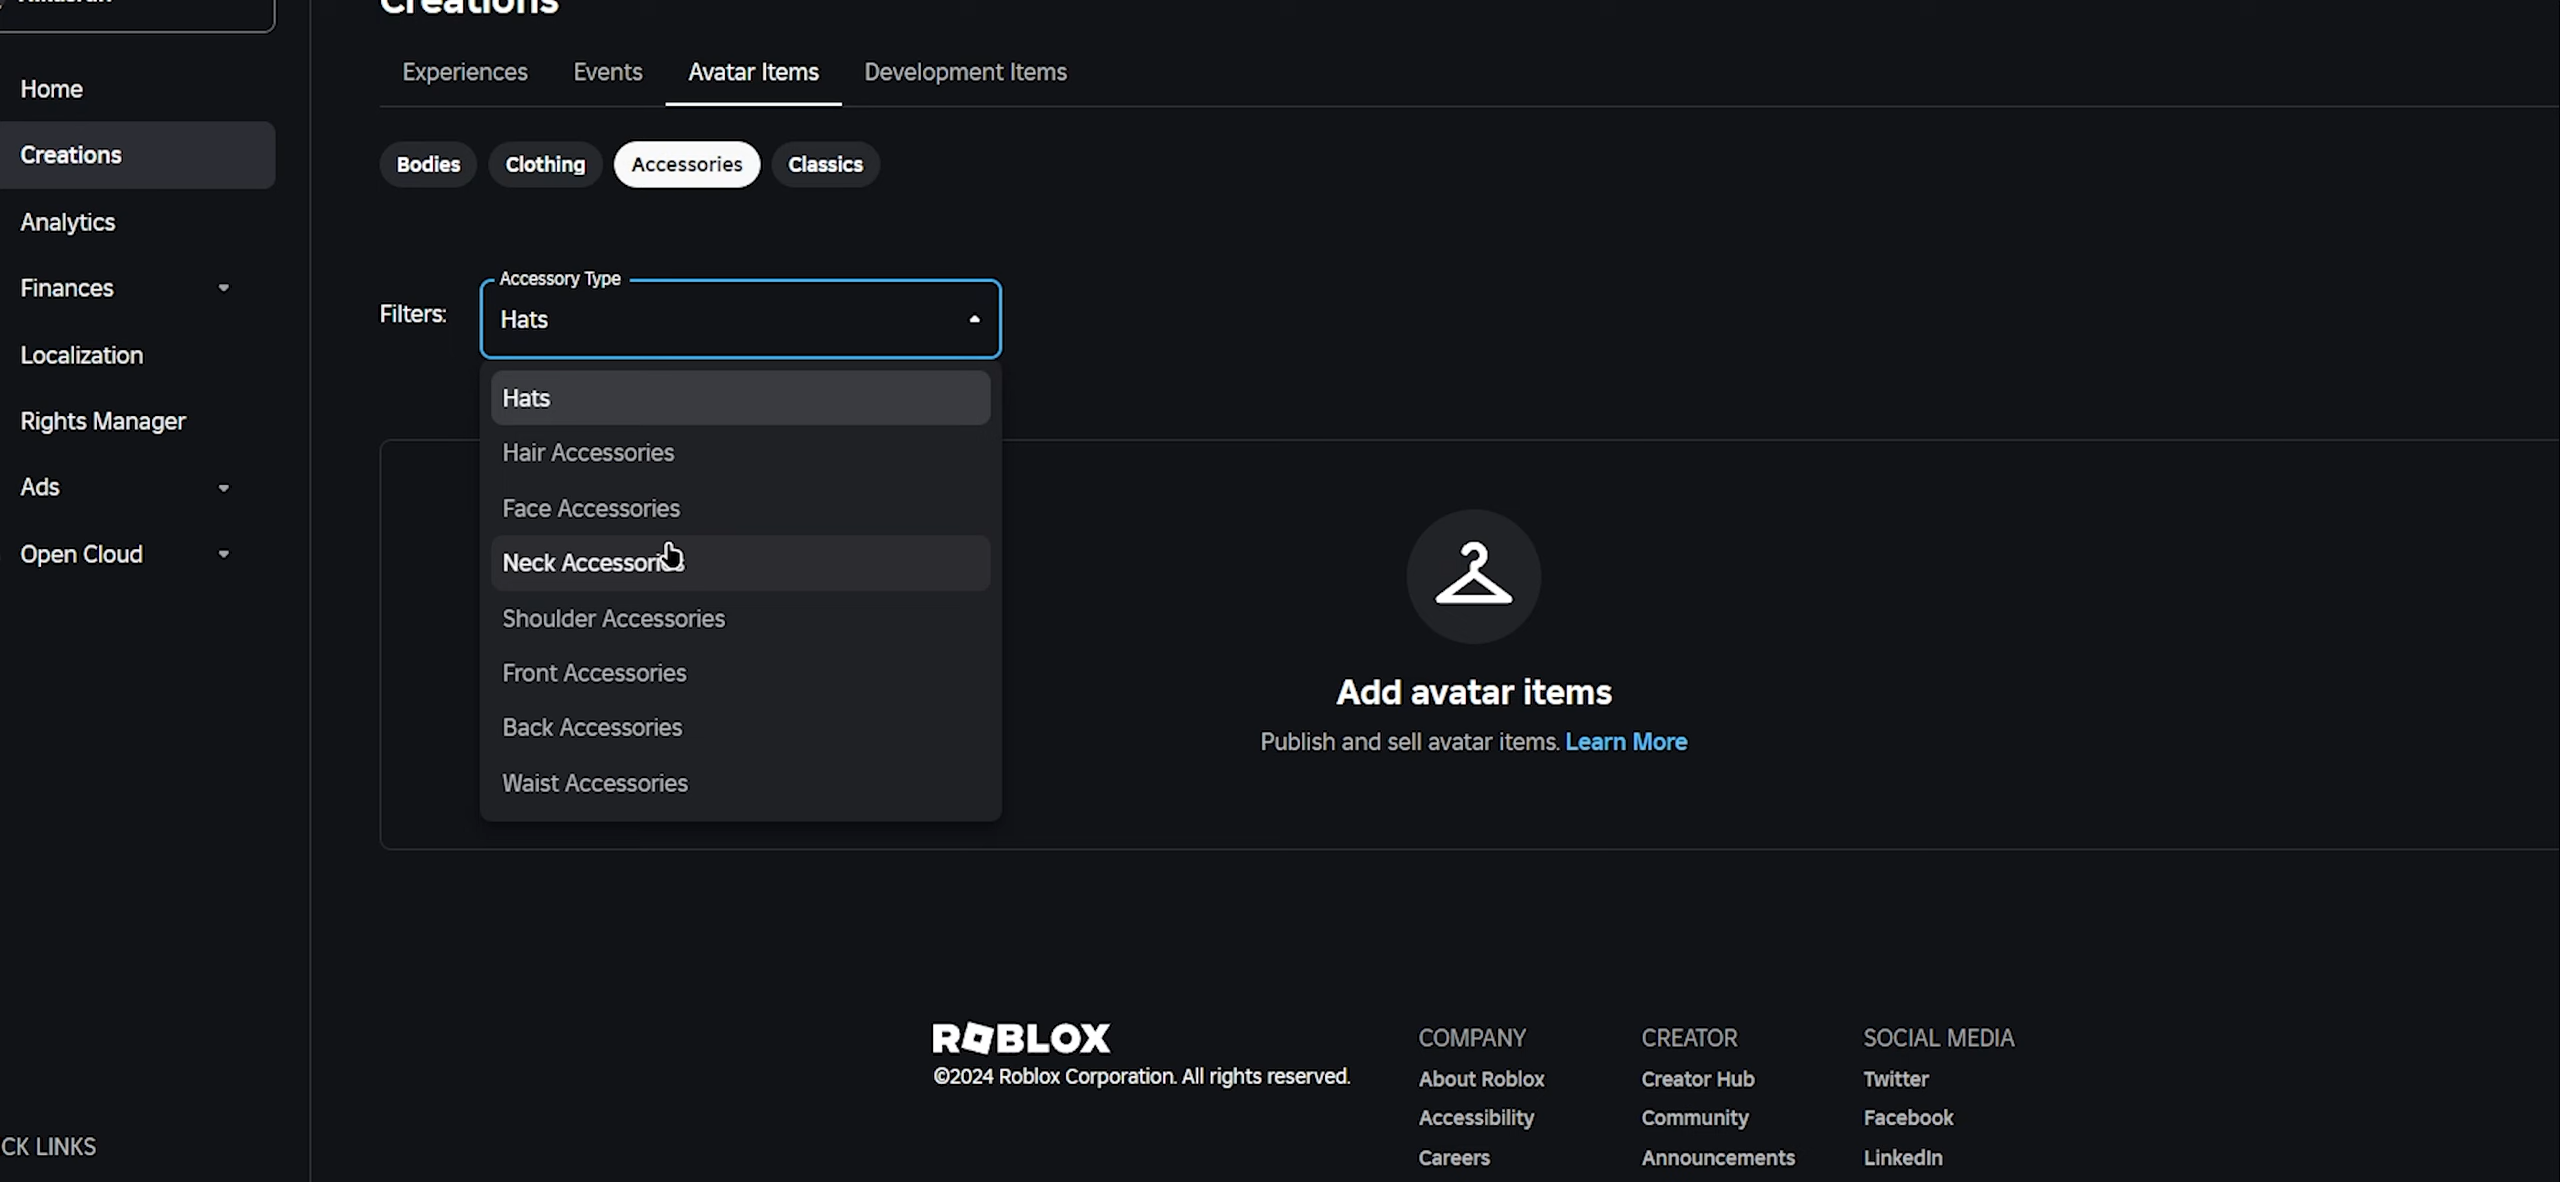 Creations
Experiences
Events
Avatar Items
Development Items
Home
Creations
Analytics
Finances
Localization
Rights Manager
Ads
Open Cloud
CK LINKS
Bodies
Clothing
Accessories
Classics
Filters:
Accessory Type
Hats
Hats
Hair Accessories
Face Accessories
Neck Accessories
Shoulder Accessories
Front Accessories
Back Accessories
Waist Accessories
Add avatar items
Publish and sell avatar items. Learn More
ROBLOX
©2024 Roblox Corporation. All rights reserved.
COMPANY
About Roblox
Accessibility
Careers
CREATOR
Creator Hub
Community
Announcements
SOCIAL MEDIA
Twitter
Facebook
LinkedIn